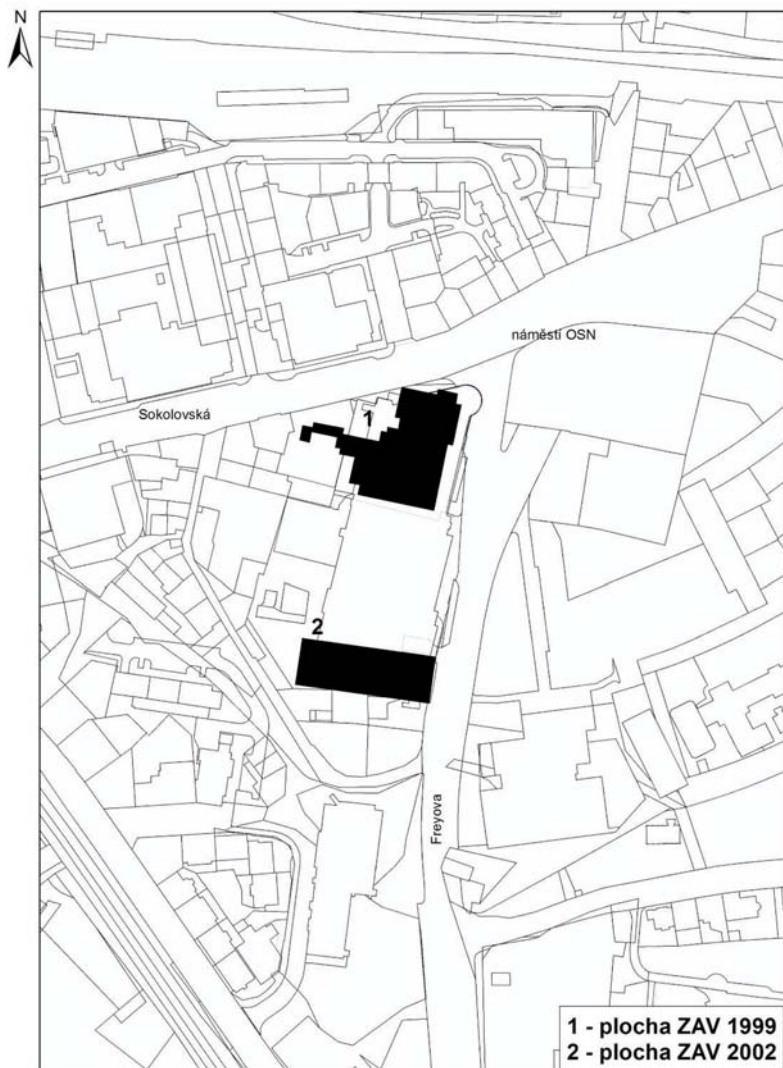 N
náměstí OSN
Sokolovská
1
2
Freyova
1 - plocha ZAV 1999
2 - plocha ZAV 2002